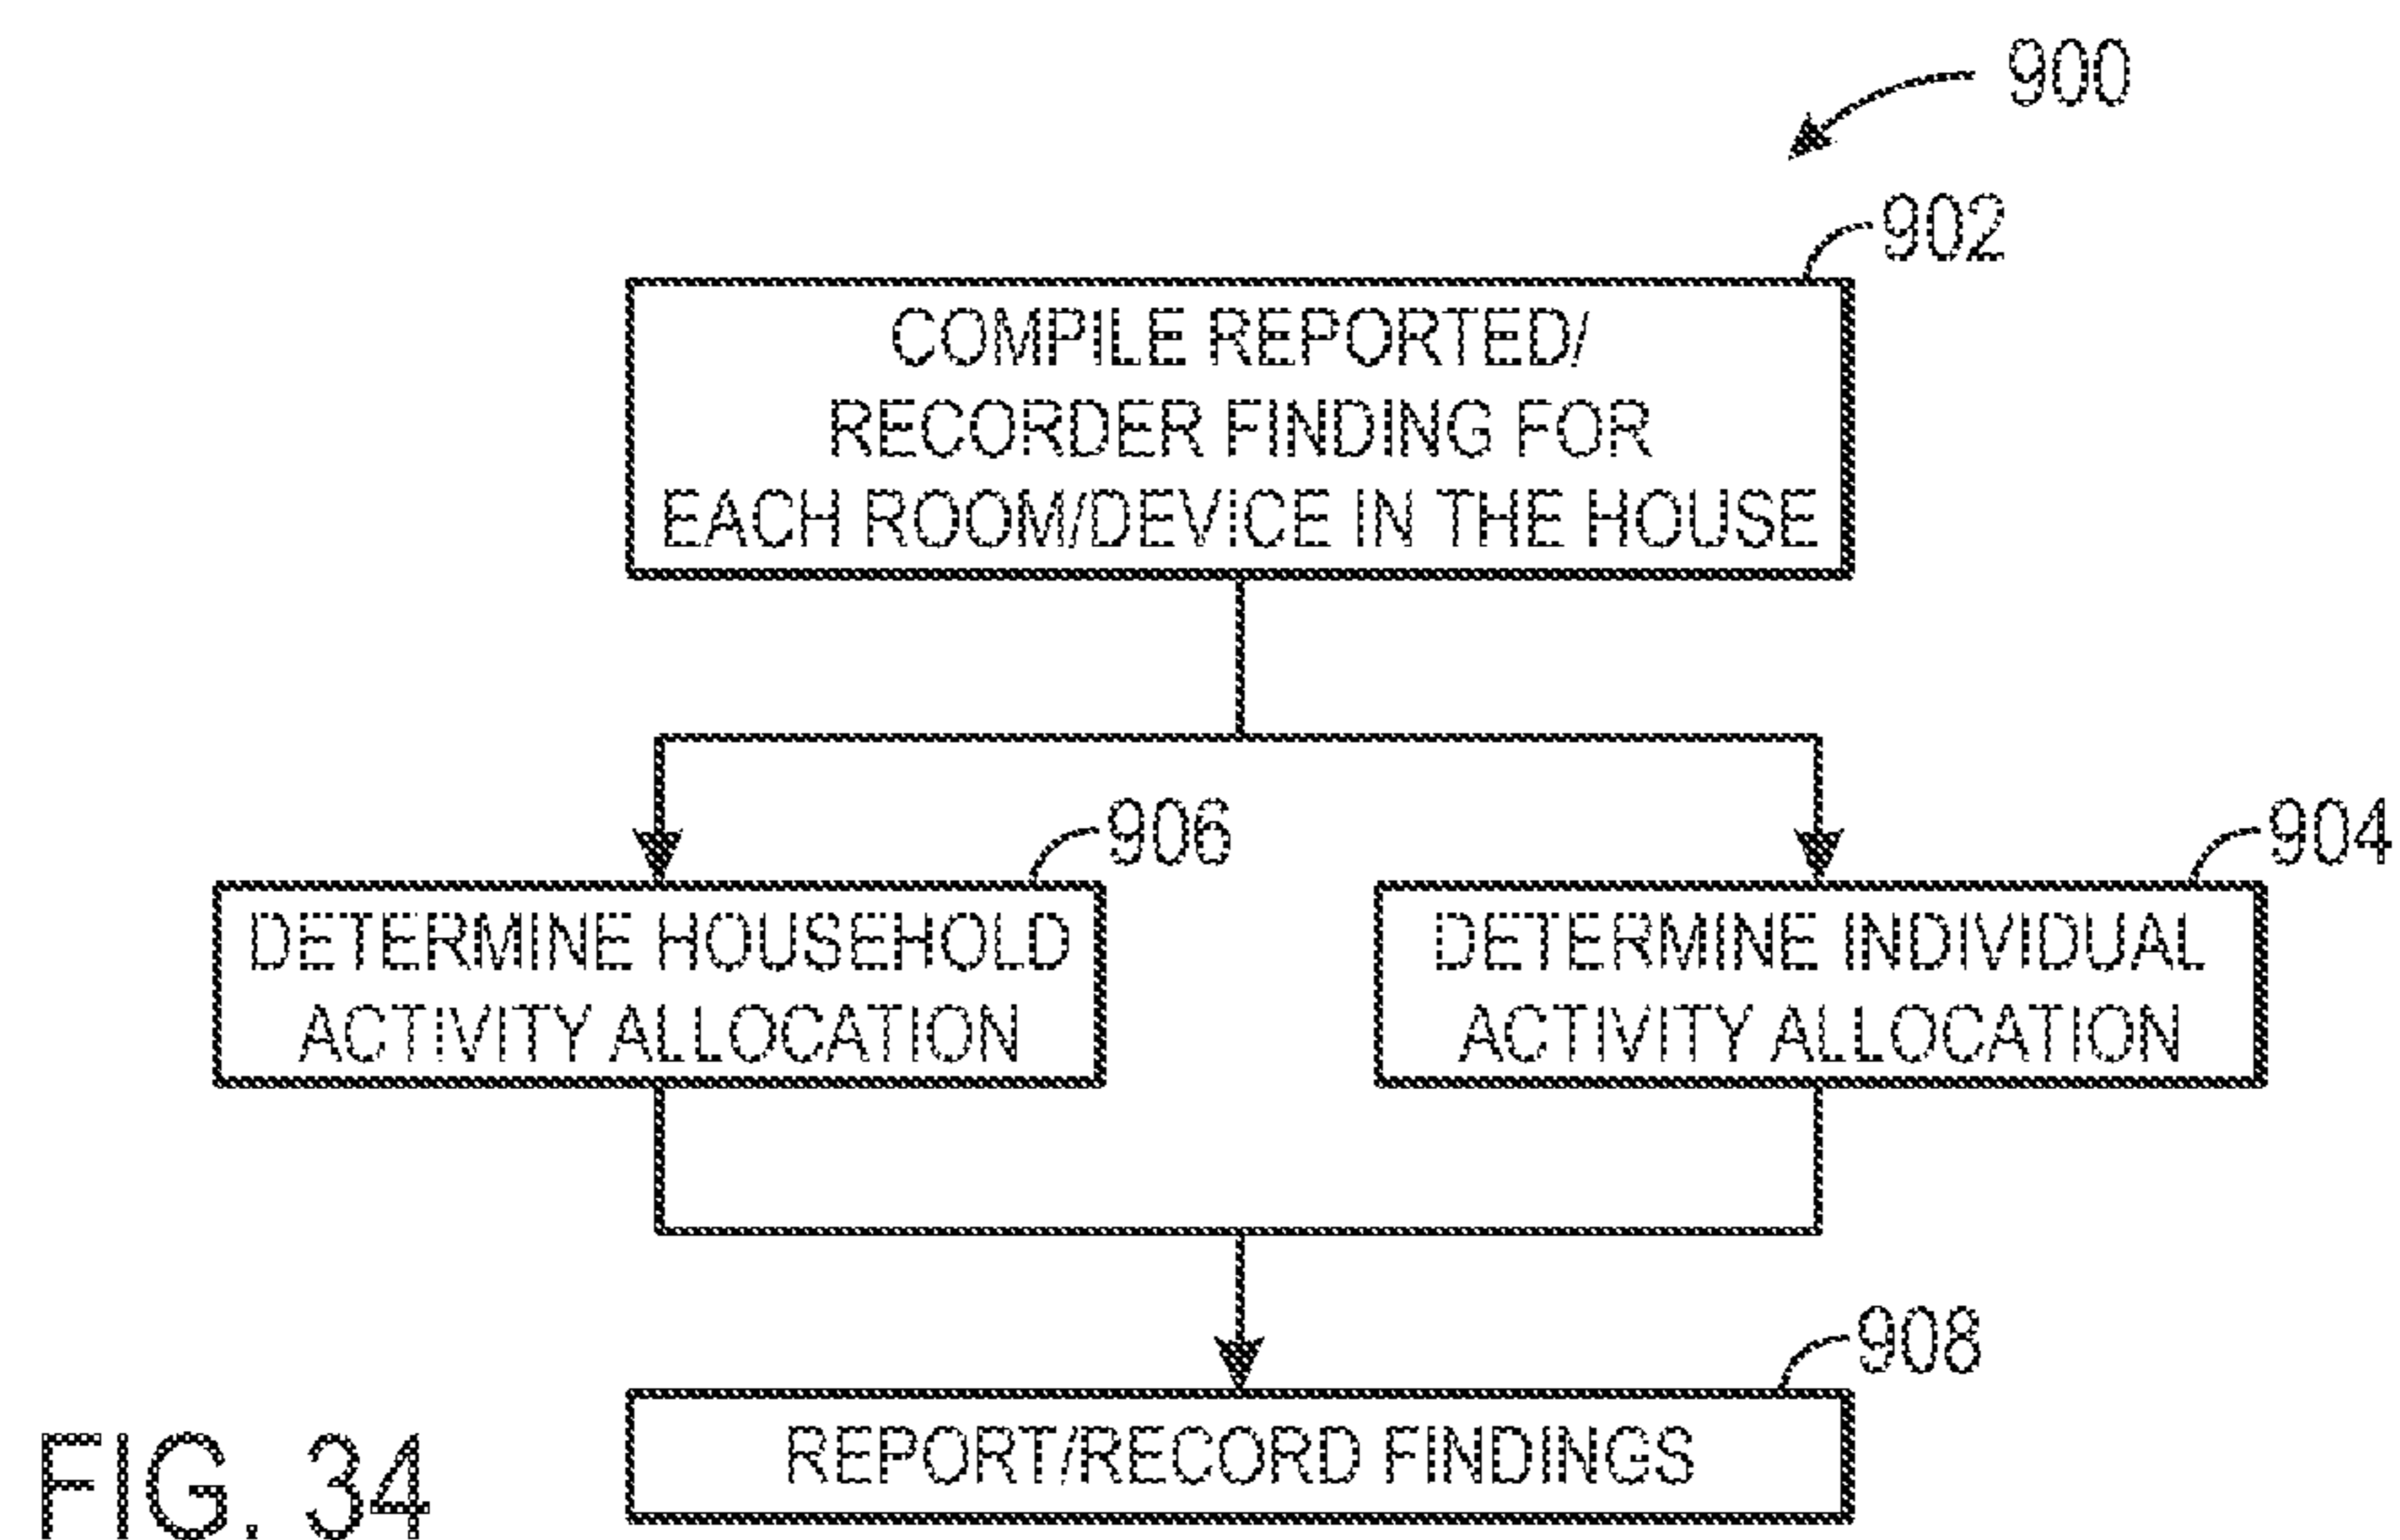 900
902
COMPILE REPORTED/
RECORDER FINDING FOR
EACH ROOM/DEVICE IN THE HOUSE
906
DETERMINE HOUSEHOLD
ACTIVITY ALLOCATION
904
DETERMINE INDIVIDUAL
ACTIVITY ALLOCATION
908
REPORT/RECORD FINDINGS
FIG. 34